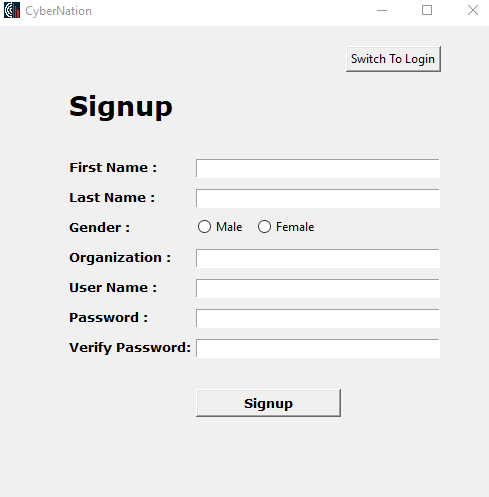 CyberNation
Switch To Login
Signup
First Name :
Last Name :
Gender :
Male
Female
Organization :
User Name :
Password :
Verify Password:
Signup